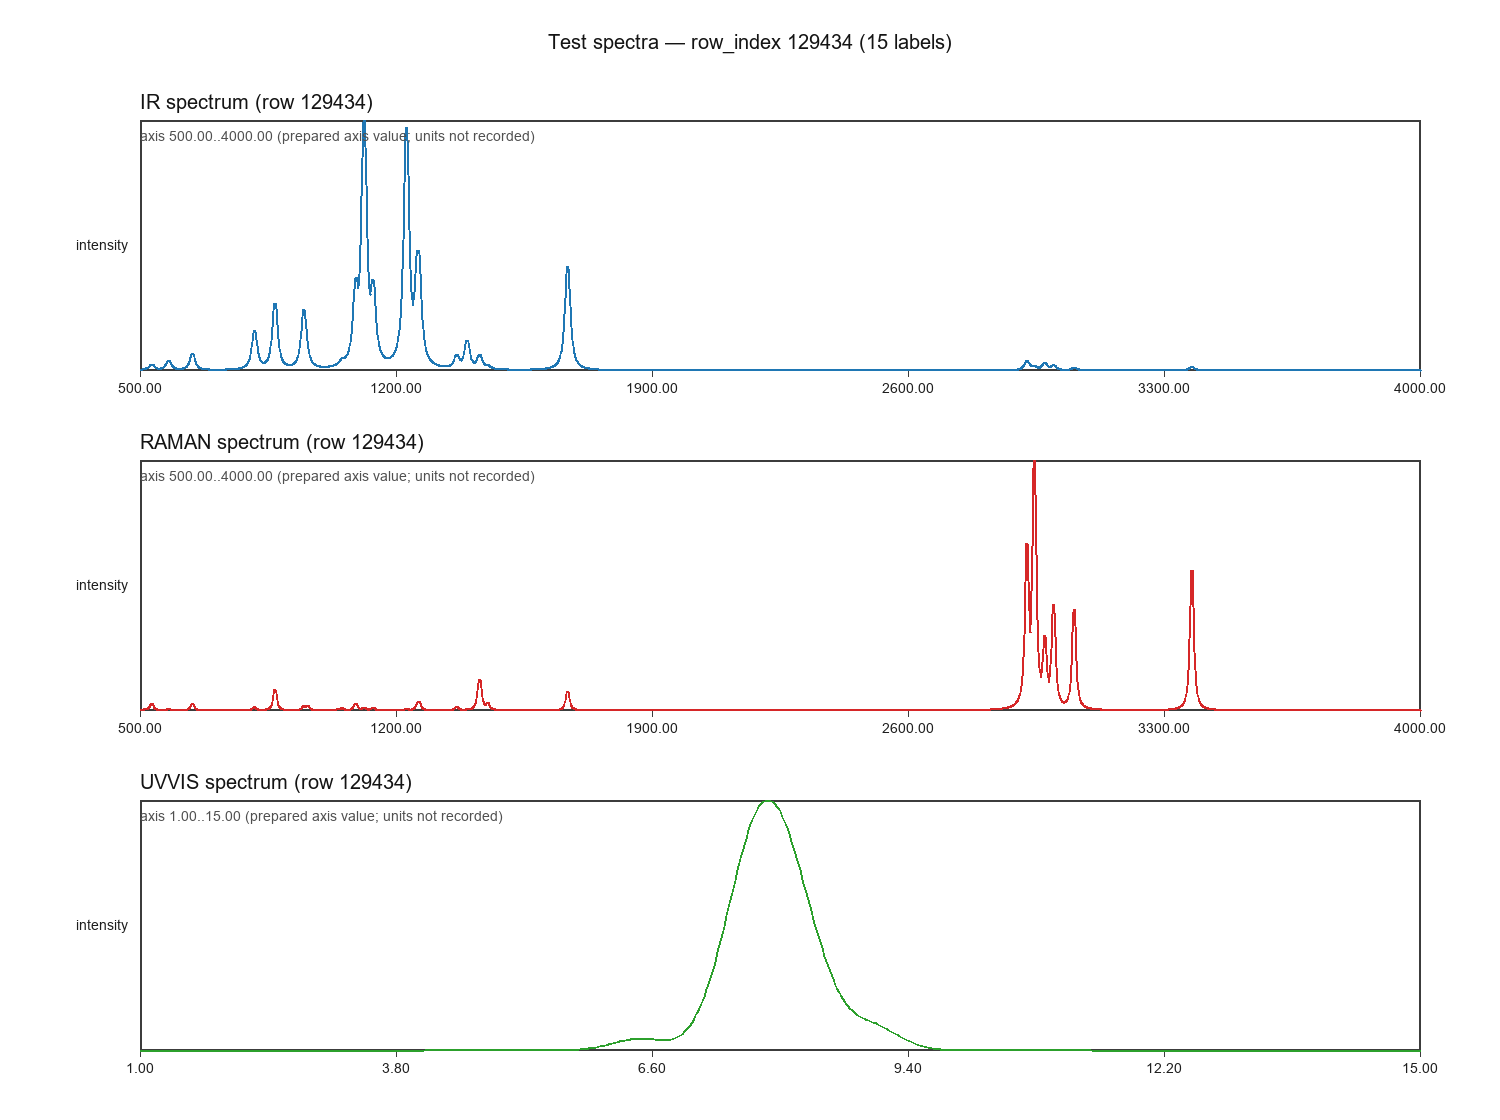 Test spectra — row_index 129434 (15 labels)
IR spectrum (row 129434)
axis 500.00..4000.00 (prepared axis value; units not recorded)
intensity
500.00 1200.00 1900.00 2600.00 3300.00 4000.00
RAMAN spectrum (row 129434)
axis 500.00..4000.00 (prepared axis value; units not recorded)
intensity
500.00 1200.00 1900.00 2600.00 3300.00 4000.00
UVVIS spectrum (row 129434)
axis 1.00..15.00 (prepared axis value; units not recorded)
intensity
1.00 3.80 6.60 9.40 12.20 15.00